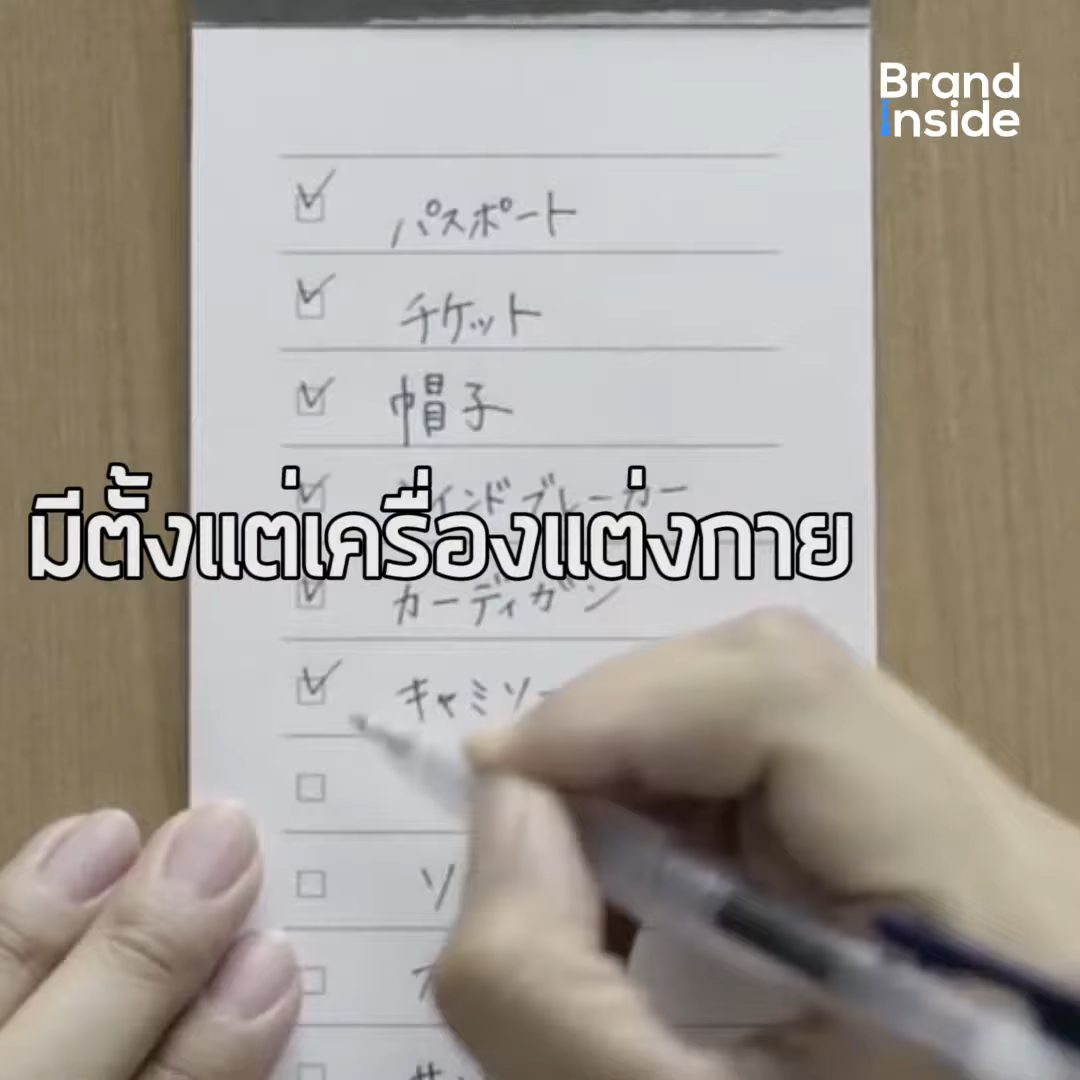 Brand
Inside
パスポート
チケット
帽子
มีตั้งแต่เครื่องแต่งกาย
カーディガン